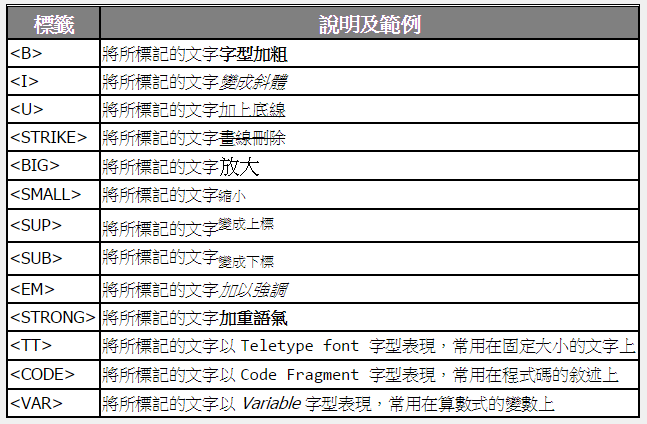 標籤 說明及範例
<B> 將所標記的文字字型加粗
<I> 將所標記的文字變成斜體
<U> 將所標記的文字加上底線
<STRIKE> 將所標記的文字畫線刪除
<BIG> 將所標記的文字放大
<SMALL> 將所標記的文字縮小
<SUP> 將所標記的文字變成上標
<SUB> 將所標記的文字變成下標
<EM> 將所標記的文字加以強調
<STRONG> 將所標記的文字加重語氣
<TT> 將所標記的文字以 Teletype font 字型表現，常用在固定大小的文字上
<CODE> 將所標記的文字以 Code Fragment 字型表現，常用在程式碼的敘述上
<VAR> 將所標記的文字以 Variable 字型表現，常用在算數式的變數上